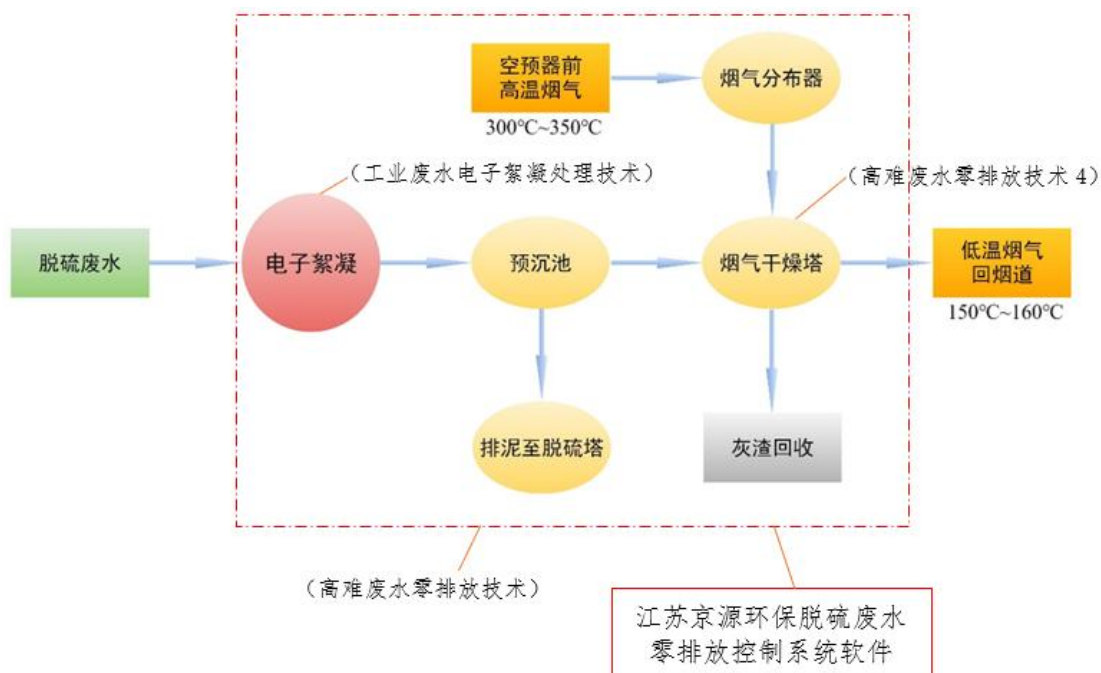 空预器前
高温烟气
300℃~350℃
烟气分布器
（工业废水电子絮凝处理技术）
（高难废水零排放技术 4）
脱硫废水
电子絮凝
预沉池
烟气干燥塔
低温烟气
回烟道
150℃~160℃
排泥至脱硫塔
灰渣回收
（高难废水零排放技术）
江苏京源环保脱硫废水
零排放控制系统软件